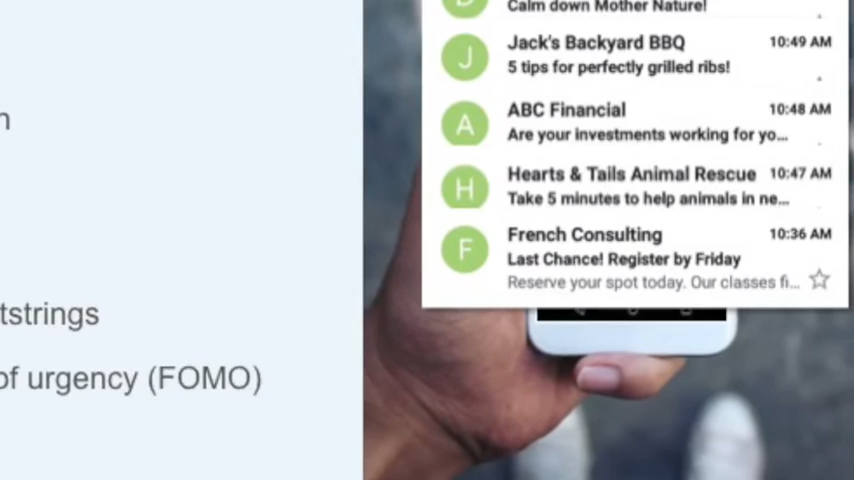 n
tstrings
of urgency (FOMO)
D
Calm down Mother Nature!
J
Jack's Backyard BBQ 10:49 AM
5 tips for perfectly grilled ribs!
A
ABC Financial 10:48 AM
Are your investments working for yo...
H
Hearts & Tails Animal Rescue 10:47 AM
Take 5 minutes to help animals in ne...
F
French Consulting 10:36 AM
Last Chance! Register by Friday
Reserve your spot today. Our classes fi...